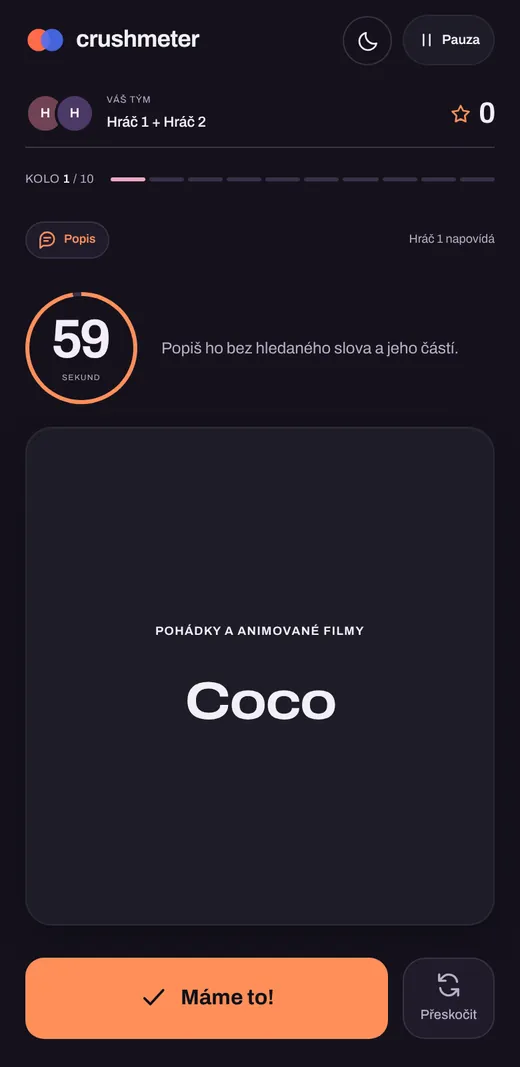 crushmeter
Pauza
H H
VÁŠ TÝM
Hráč 1 + Hráč 2
0
KOLO 1 / 10
Popis
Hráč 1 napovídá
59
SEKUND
Popiš ho bez hledaného slova a jeho částí.
POHÁDKY A ANIMOVANÉ FILMY
Coco
Máme to!
Přeskočit